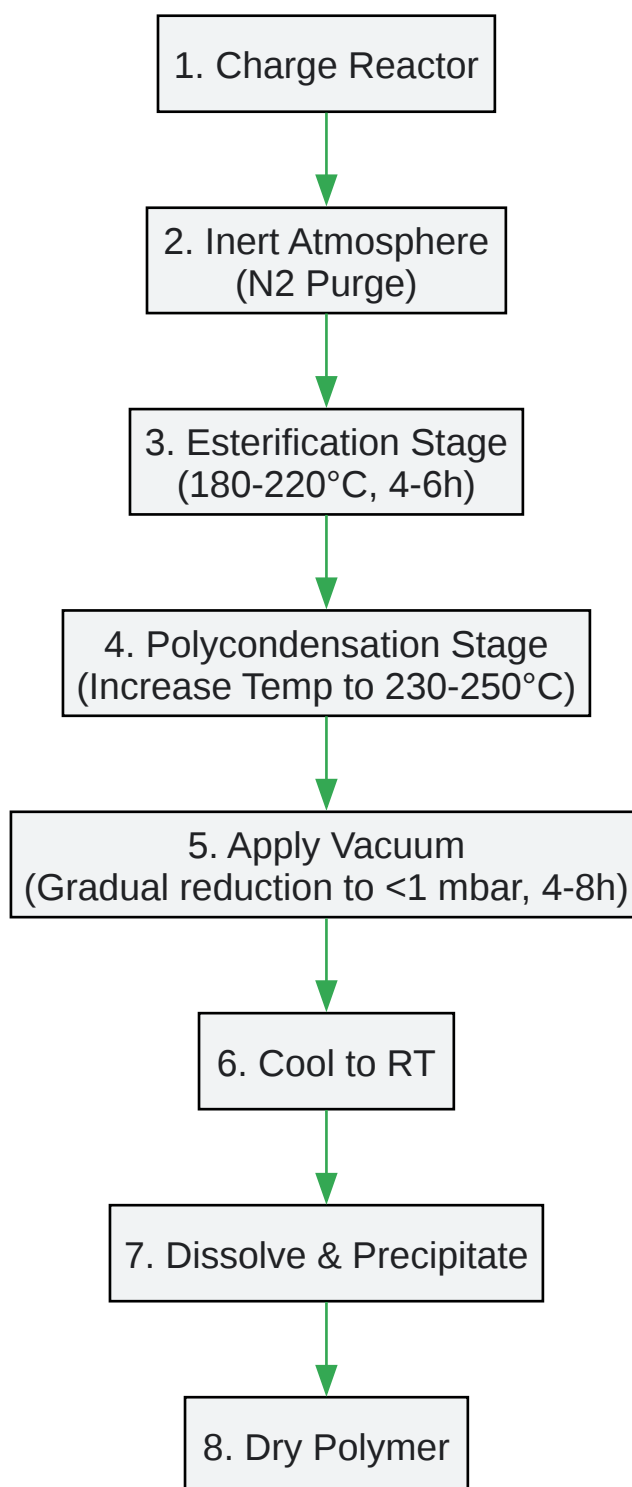 1. Charge Reactor
2. Inert Atmosphere
(N2 Purge)
3. Esterification Stage
(180-220°C, 4-6h)
4. Polycondensation Stage
(Increase Temp to 230-250°C)
5. Apply Vacuum
(Gradual reduction to <1 mbar, 4-8h)
6. Cool to RT
7. Dissolve & Precipitate
8. Dry Polymer